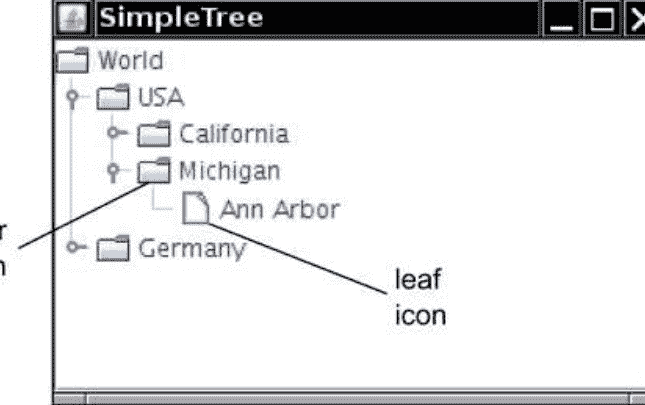 SimpleTree
World
USA
California
Michigan
Ann Arbor
Germany
leaf
icon